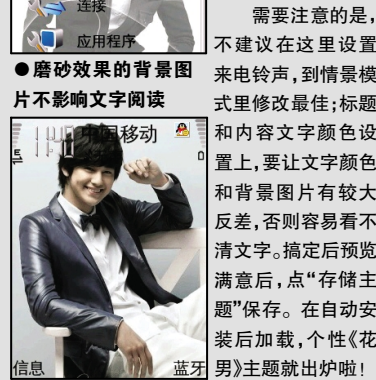 连接
应用程序
●磨砂效果的背景图
片不影响文字阅读
中国移动
信息
蓝牙
需要注意的是，
不建议在这里设置
来电铃声，到情景模
式里修改最佳；标题
和内容文字颜色设
置上，要让文字颜色
和背景图片有较大
反差，否则容易看不
清文字。搞定后预览
满意后，点“存储主
题”保存。在自动安
装后加载，个性《花
男》主题就出炉啦！